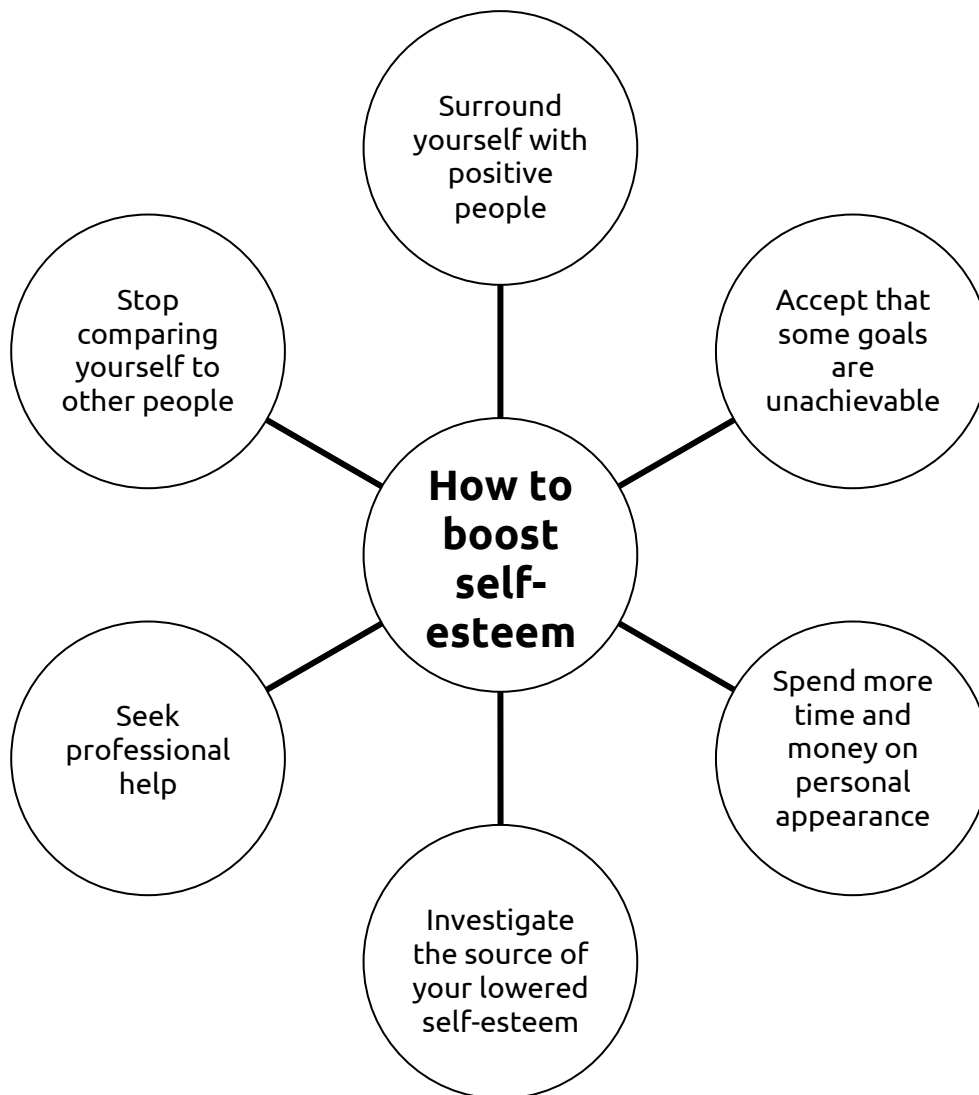 Surround
yourself with
positive
people
Stop
comparing
yourself to
other people
Accept that
some goals
are
unachievable
How to
boost
self-
esteem
Seek
professional
help
Spend more
time and
money on
personal
appearance
Investigate
the source of
your lowered
self-esteem